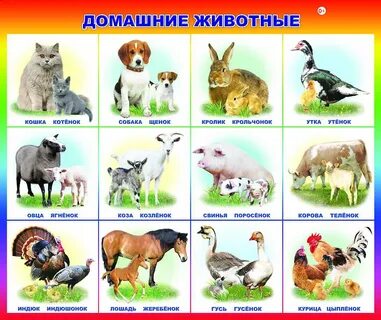 ДОМАШНИЕ ЖИВОТНЫЕ
КОШКА КОТЁНОК
СОБАКА ЩЕНОК
КРОЛИК КРОЛЬЧОНОК
УТКА УТЁНОК
ОВЦА ЯГНЁНОК
КОЗА КОЗЛЁНОК
СВИНЬЯ ПОРОСЁНОК
КОРОВА ТЕЛЁНОК
ИНДЮК ИНДЮШОНОК
ЛОШАДЬ ЖЕРЕБЁНОК
ГУСЬ ГУСЁНОК
КУРИЦА ЦЫПЛЁНОК